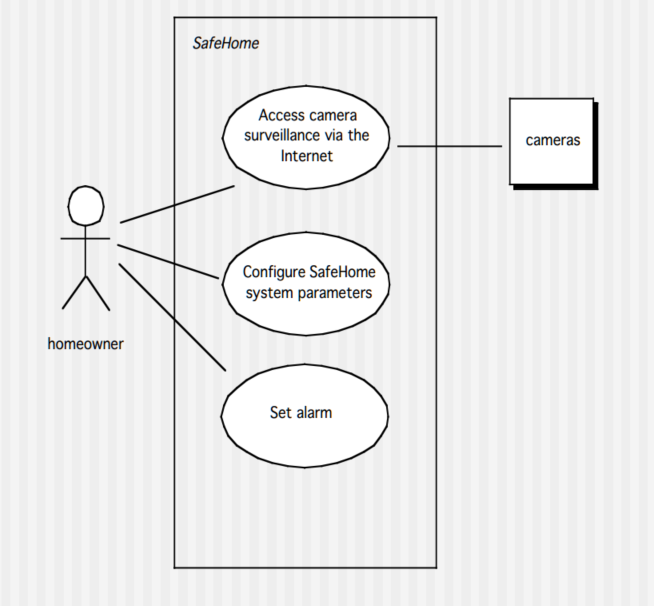 SafeHome
Access camera
surveillance via the
Internet
cameras
Configure SafeHome
system parameters
homeowner
Set alarm